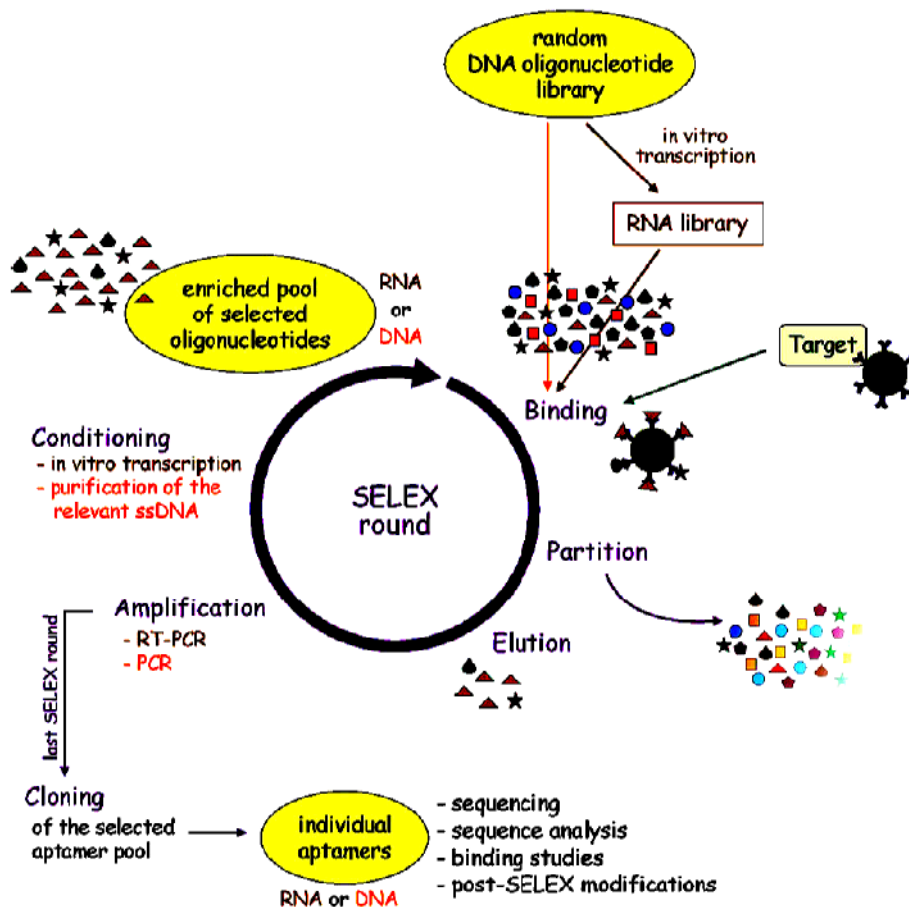 random
DNA oligonucleotide
library
in vitro
transcription
RNA library
enriched pool
of selected
oligonucleotides
RNA
or
DNA
Target
Binding
Conditioning
- in vitro transcription
- purification of the
relevant ssDNA
SELEX
round
Partition
Amplification
- RT-PCR
- PCR
Elution
last SELEX round
Cloning
of the selected
aptamer pool
individual
aptamers
RNA or DNA
- sequencing
- sequence analysis
- binding studies
- post-SELEX modifications